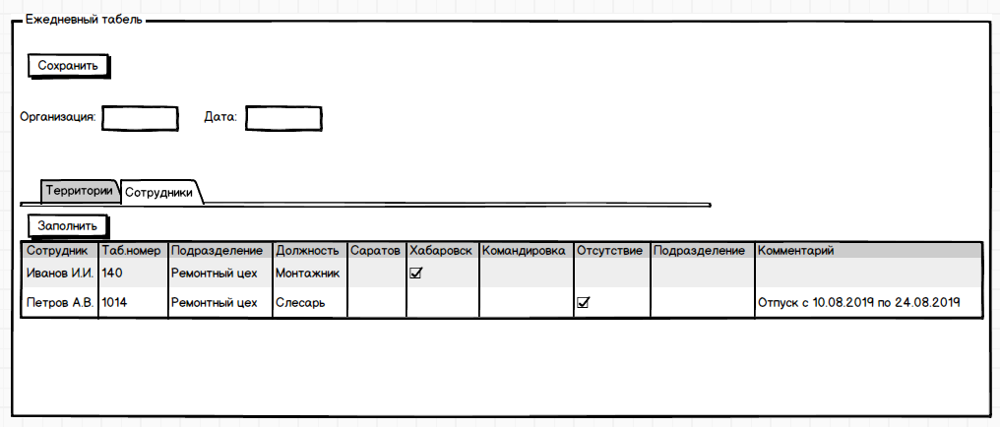 Ежедневный табель
Сохранить
Организация: Дата:
Территории Сотрудники
Заполнить
Сотрудник Таб.номер Подразделение Должность Саратов Хабаровск Командировка Отсутствие Подразделение Комментарий
Иванов И.И. 140 Ремонтный цех Монтажник
Петров А.В. 1014 Ремонтный цех Слесарь Отпуск с 10.08.2019 по 24.08.2019